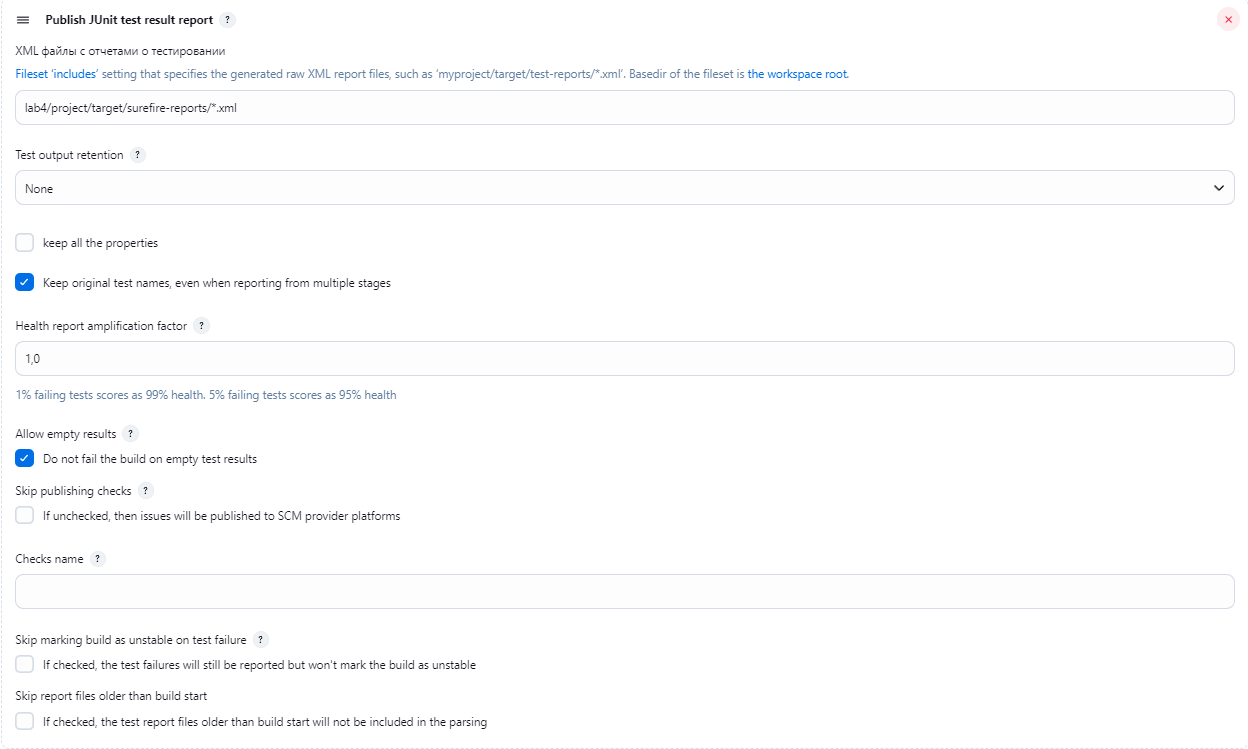 Publish JUnit test result report ?
XML файлы с отчетами о тестировании
Fileset 'includes' setting that specifies the generated raw XML report files, such as 'myproject/target/test-reports/*.xml'. Basedir of the fileset is the workspace root.
lab4/project/target/surefire-reports/*.xml
Test output retention ?
None
keep all the properties
Keep original test names, even when reporting from multiple stages
Health report amplification factor ?
1,0
1% failing tests scores as 99% health. 5% failing tests scores as 95% health
Allow empty results ?
Do not fail the build on empty test results
Skip publishing checks ?
If unchecked, then issues will be published to SCM provider platforms
Checks name ?
Skip marking build as unstable on test failure ?
If checked, the test failures will still be reported but won't mark the build as unstable
Skip report files older than build start
If checked, the test report files older than build start will not be included in the parsing